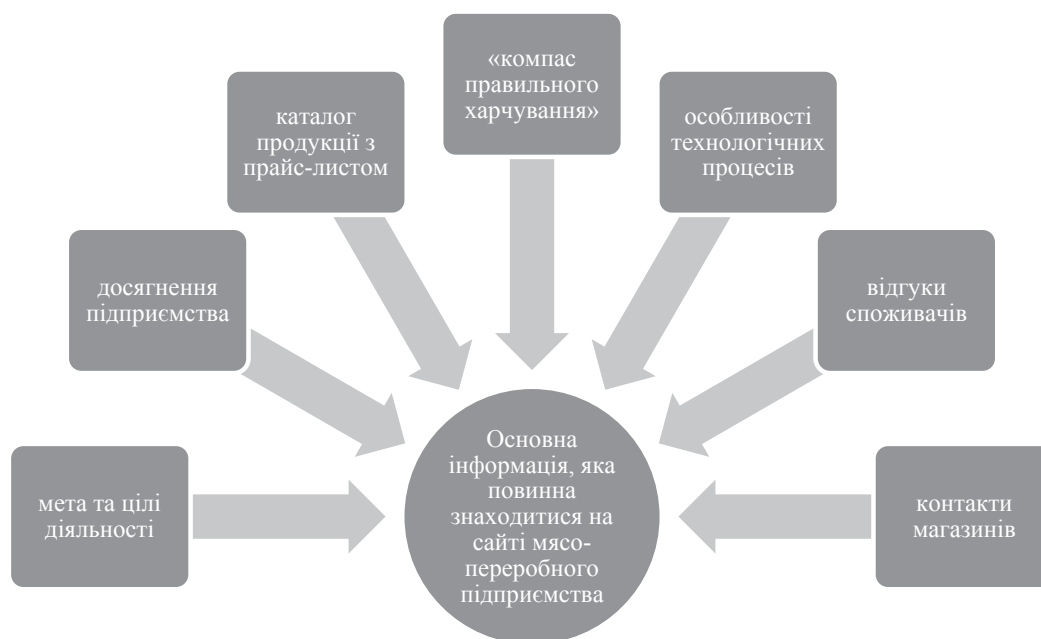 «компас
правильного
харчування»
каталог
продукції з
прайс-листом
особливості
технологічних
процесів
досягнення
підприємства
відгуки
споживачів
мета та цілі
діяльності
Основна
інформація, яка
повинна
знаходитися на
сайті мясо-
переробного
підприємства
контакти
магазинів